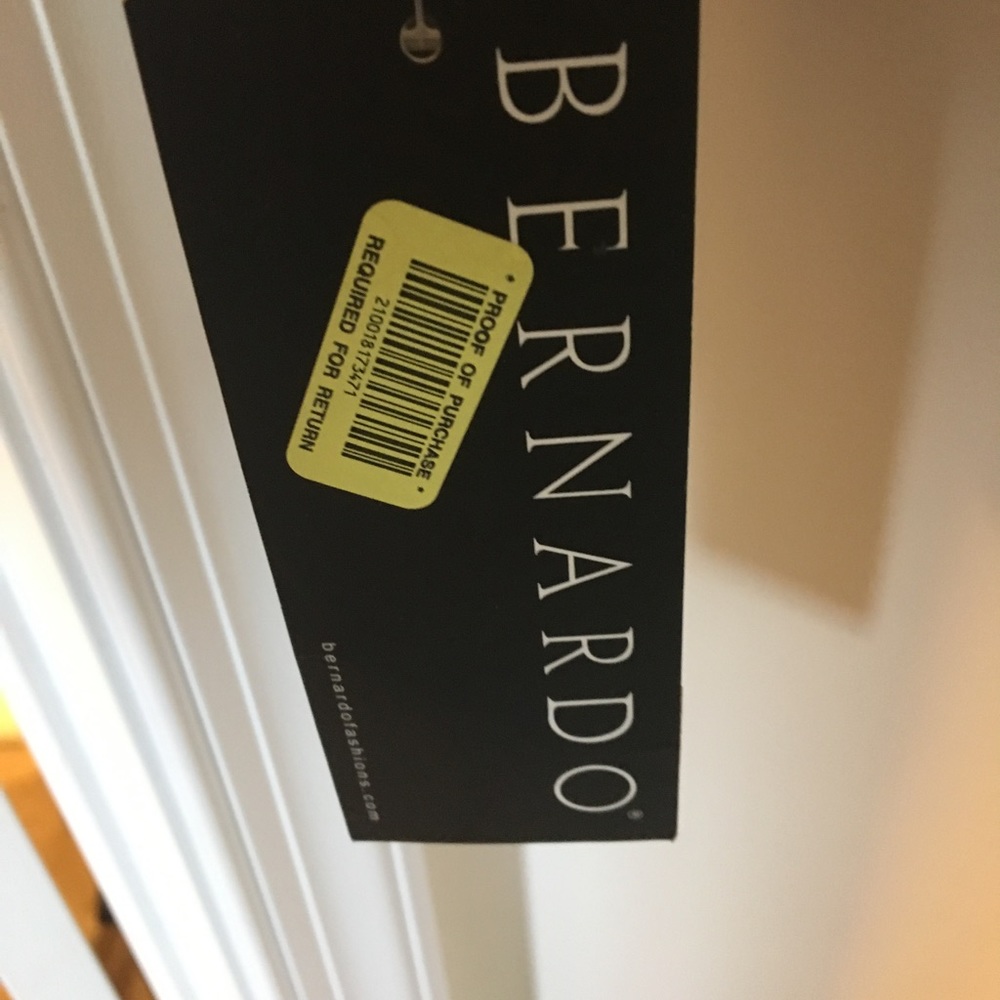 BERNARDO®
• PROOF OF PURCHASE •
210018173471
REQUIRED FOR RETURN
bernardofashions.com